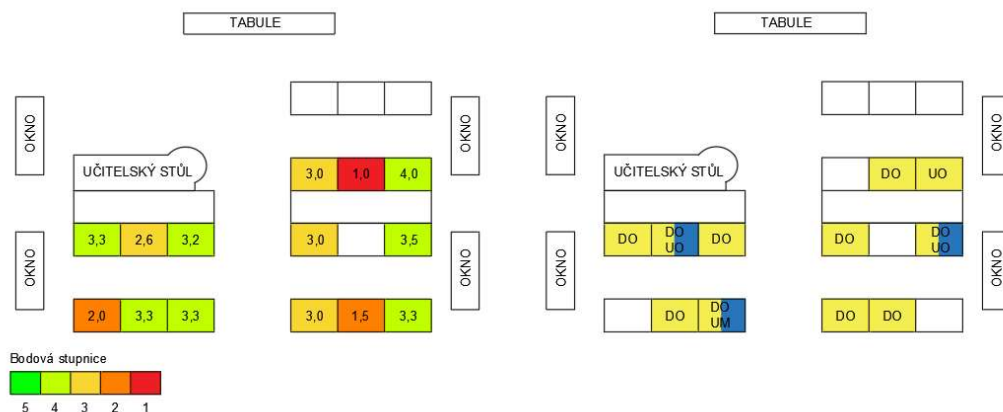 TABULE
OKNO
OKNO
UČITELSKÝ STŮL
3,0 1,0 4,0
3,3 2,6 3,2
3,0 3,5
OKNO
OKNO
2,0 3,3 3,3
3,0 1,5 3,3
Bodová stupnice
5 4 3 2 1
TABULE
OKNO
OKNO
UČITELSKÝ STŮL
DO UO
DO DO UO DO
DO DO UO
OKNO
OKNO
DO DO UM
DO DO